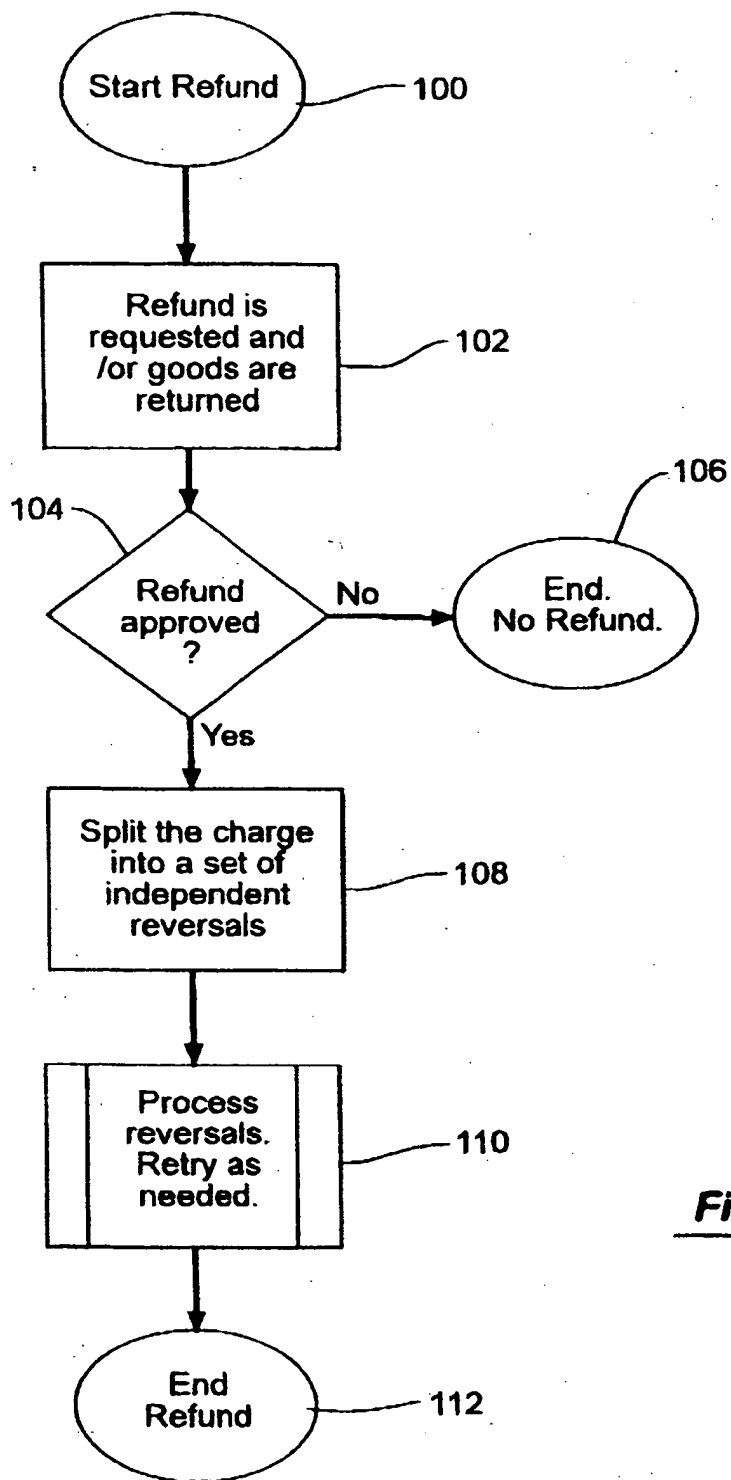 Start Refund
100
Refund is
requested and
/or goods are
returned
102
104
Refund
approved
?
No
106
End.
No Refund.
Yes
Split the charge
into a set of
independent
reversals
108
Process
reversals.
Retry as
needed.
110
End
Refund
112